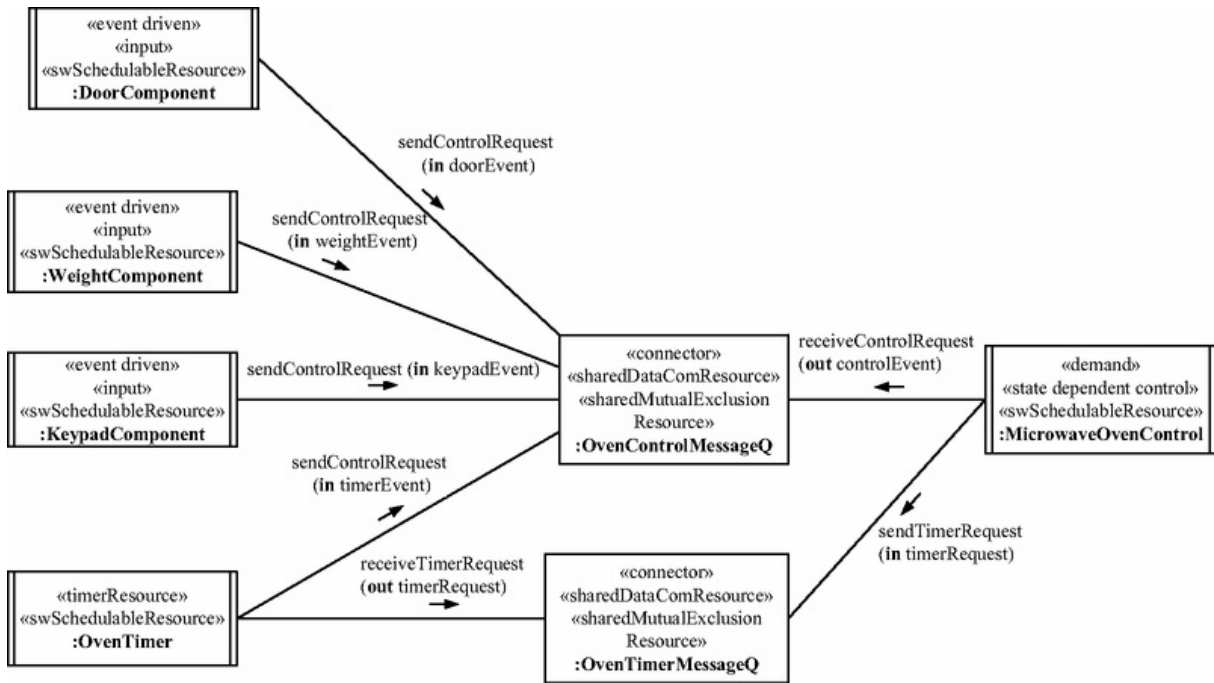 «event driven»
«input»
«swSchedulableResource»
:DoorComponent
sendControlRequest
(in doorEvent)
«event driven»
«input»
«swSchedulableResource»
:WeightComponent
sendControlRequest
(in weightEvent)
«event driven»
«input»
«swSchedulableResource»
:KeypadComponent
sendControlRequest (in keypadEvent)
«connector»
«sharedDataComResource»
«sharedMutualExclusion
Resource»
:OvenControlMessageQ
receiveControlRequest
(out controlEvent)
«demand»
«state dependent control»
«swSchedulableResource»
:MicrowaveOvenControl
sendControlRequest
(in timerEvent)
sendTimerRequest
(in timerRequest)
«timerResource»
«swSchedulableResource»
:OvenTimer
receiveTimerRequest
(out timerRequest)
«connector»
«sharedDataComResource»
«sharedMutualExclusion
Resource»
:OvenTimerMessageQ